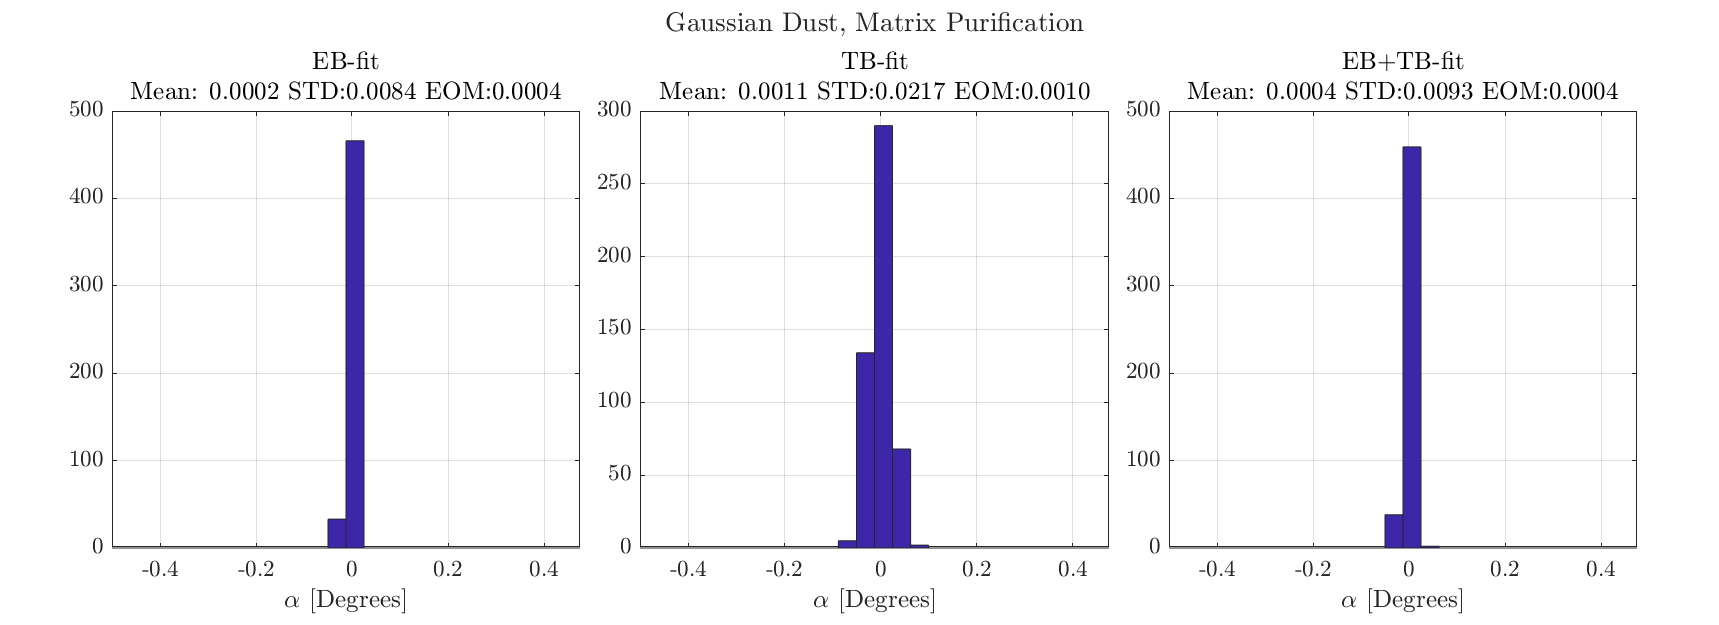 Gaussian Dust, Matrix Purification
EB-fit
Mean: 0.0002 STD:0.0084 EOM:0.0004
500
400
300
200
100
0
-0.4 -0.2 0 0.2 0.4
α [Degrees]
TB-fit
Mean: 0.0011 STD:0.0217 EOM:0.0010
300
250
200
150
100
50
0
-0.4 -0.2 0 0.2 0.4
α [Degrees]
EB+TB-fit
Mean: 0.0004 STD:0.0093 EOM:0.0004
500
400
300
200
100
0
-0.4 -0.2 0 0.2 0.4
α [Degrees]